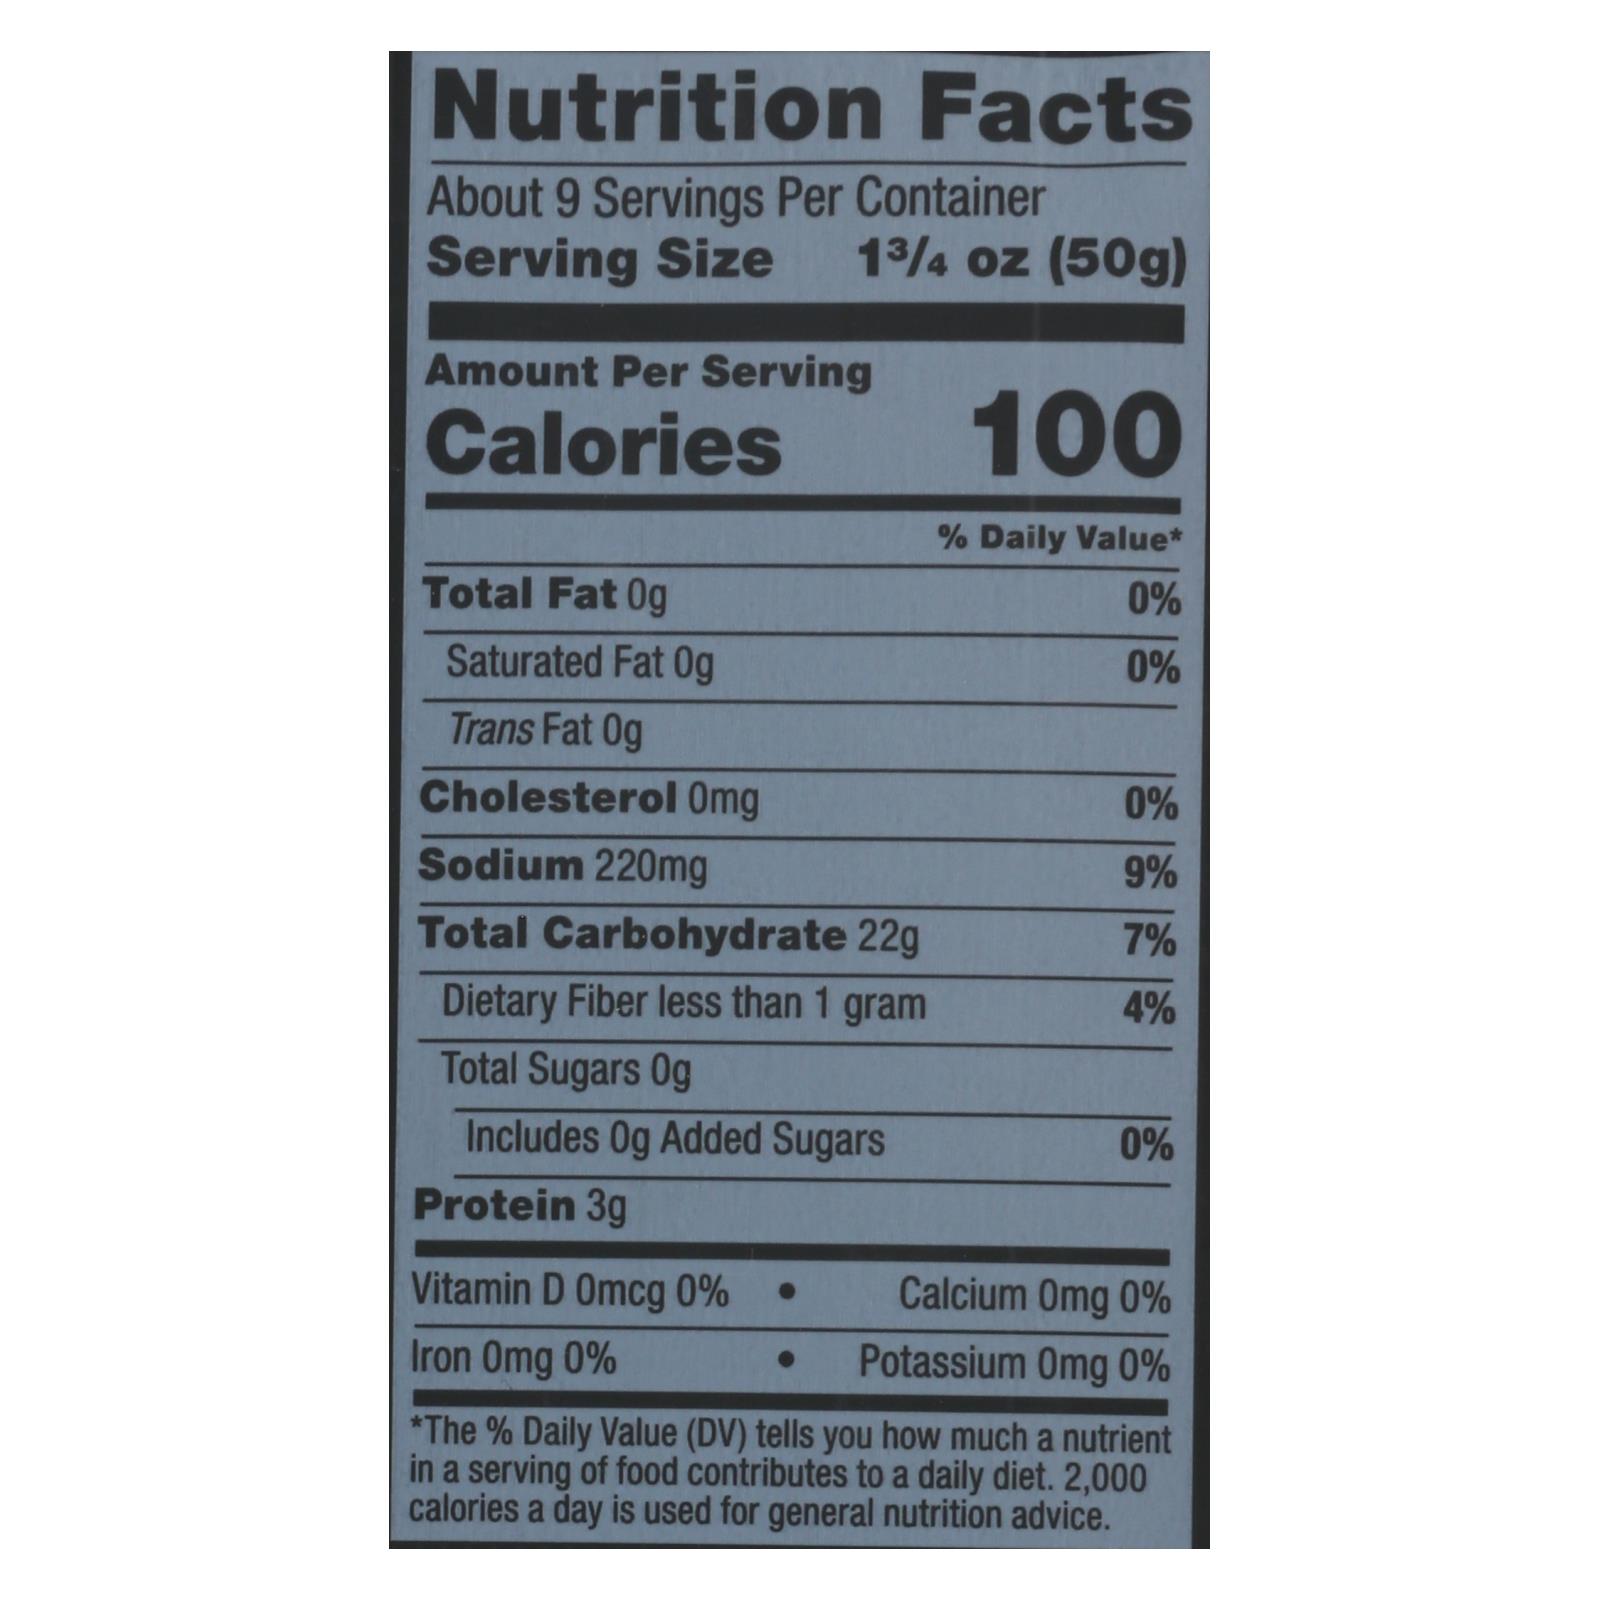 Nutrition Facts
About 9 Servings Per Container
Serving Size 1³/₄ oz (50g)
Amount Per Serving
Calories 100
% Daily Value*
Total Fat 0g 0%
Saturated Fat 0g 0%
Trans Fat 0g
Cholesterol 0mg 0%
Sodium 220mg 9%
Total Carbohydrate 22g 7%
Dietary Fiber less than 1 gram 4%
Total Sugars 0g
Includes 0g Added Sugars 0%
Protein 3g
Vitamin D 0mcg 0% • Calcium 0mg 0%
Iron 0mg 0% • Potassium 0mg 0%
*The % Daily Value (DV) tells you how much a nutrient
in a serving of food contributes to a daily diet. 2,000
calories a day is used for general nutrition advice.